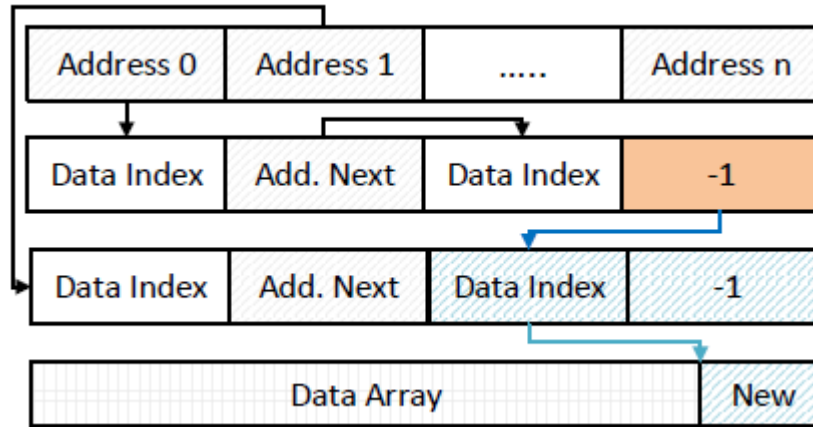 Address 0 Address 1 ..... Address n
Data Index Add. Next Data Index -1
Data Index Add. Next Data Index -1
Data Array New